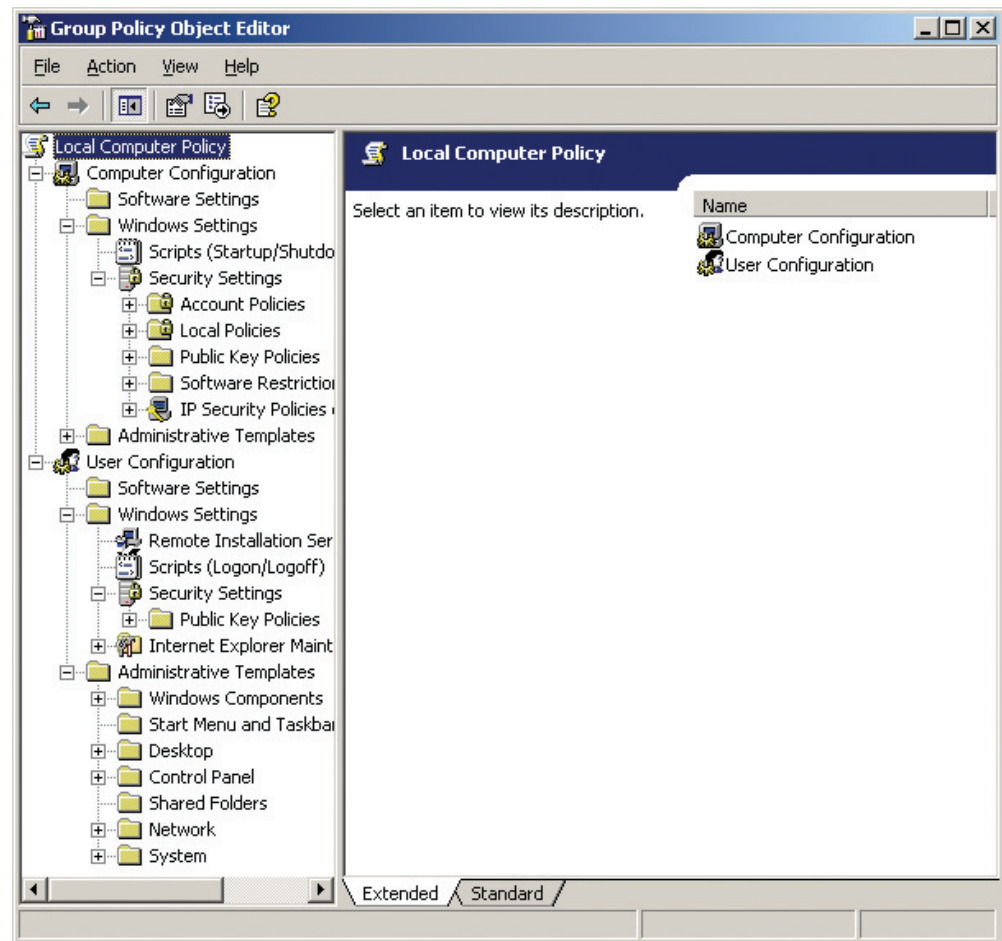 Group Policy Object Editor
File Action View Help
Local Computer Policy
Computer Configuration
Software Settings
Windows Settings
Scripts (Startup/Shutdo
Security Settings
Account Policies
Local Policies
Public Key Policies
Software Restriction
IP Security Policies
Administrative Templates
User Configuration
Software Settings
Windows Settings
Remote Installation Ser
Scripts (Logon/Logoff)
Security Settings
Public Key Policies
Internet Explorer Maint
Administrative Templates
Windows Components
Start Menu and Taskbar
Desktop
Control Panel
Shared Folders
Network
System
Local Computer Policy
Select an item to view its description.
Name
Computer Configuration
User Configuration
Extended Standard